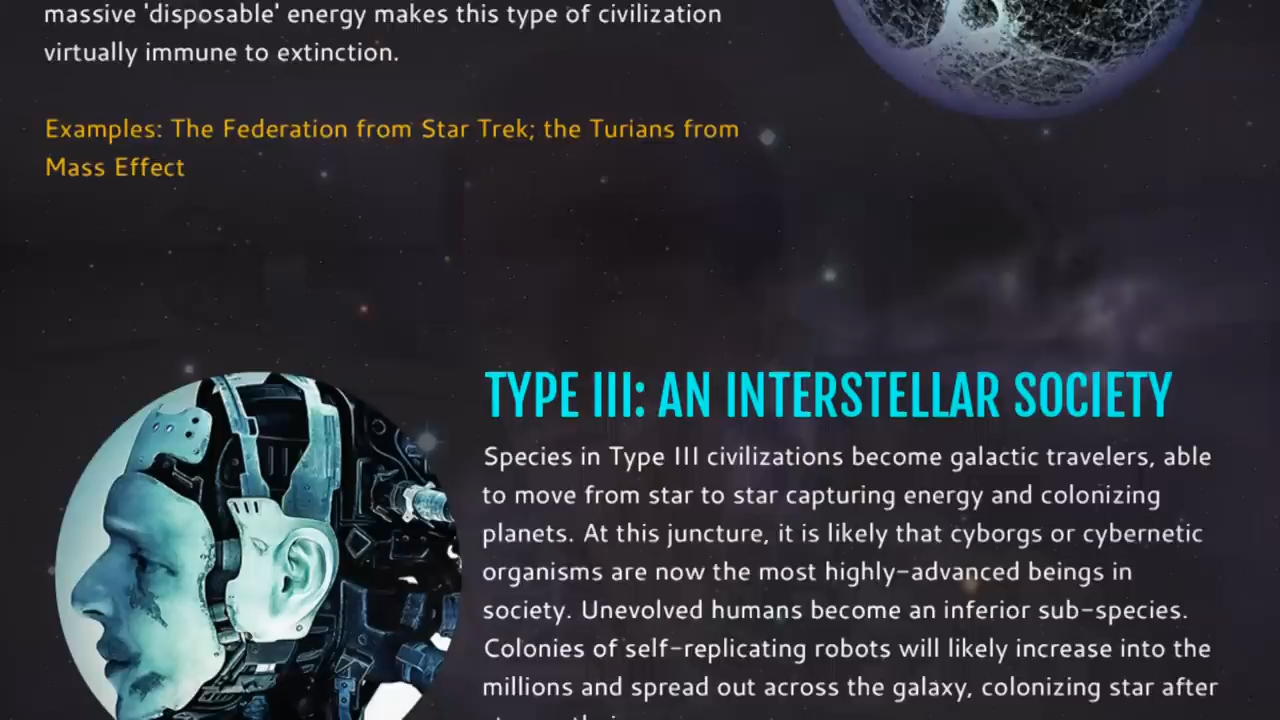 massive 'disposable' energy makes this type of civilization
virtually immune to extinction.
Examples: The Federation from Star Trek; the Turians from
Mass Effect
TYPE III: AN INTERSTELLAR SOCIETY
Species in Type III civilizations become galactic travelers, able
to move from star to star capturing energy and colonizing
planets. At this juncture, it is likely that cyborgs or cybernetic
organisms are now the most highly-advanced beings in
society. Unevolved humans become an inferior sub-species.
Colonies of self-replicating robots will likely increase into the
millions and spread out across the galaxy, colonizing star after